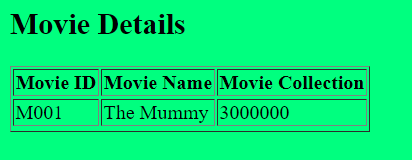 Movie Details
Movie ID Movie Name Movie Collection
M001 The Mummy 3000000